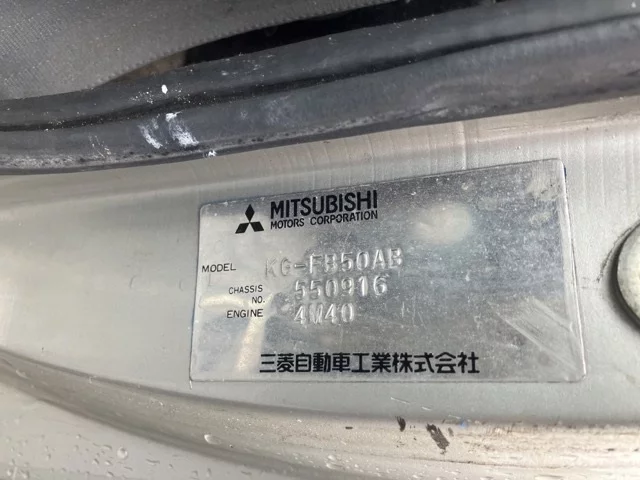 MITSUBISHI
MOTORS CORPORATION
MODEL KG-FB50AB
CHASSIS NO. 550916
ENGINE 4M40
三菱自動車工業株式会社